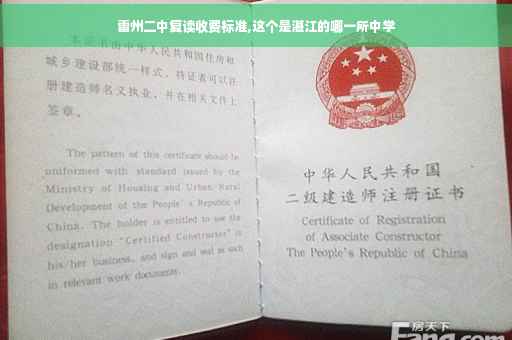 雷州二中复读收费标准,这个是湛江的哪一所中学
本证书由中华人民共和国住房和
城乡建设部统一样式,持证者可以注
册建造师名义执业,并在相关文件上
签章。
The pattern of this certificate should be
uniformed with standard issued by the
Ministry of Housing and Urban Rural
Development of the People's Republic of
China. The holder is entitled to use the
designation "Certified Constructor" in
his/her business, and sign and seal as such
in relevant work documents.
中华人民共和国
二级建造师注册证书
Certificate of Registration
of Associate Constructor
The People's Republic of China
房天下
Fang.com